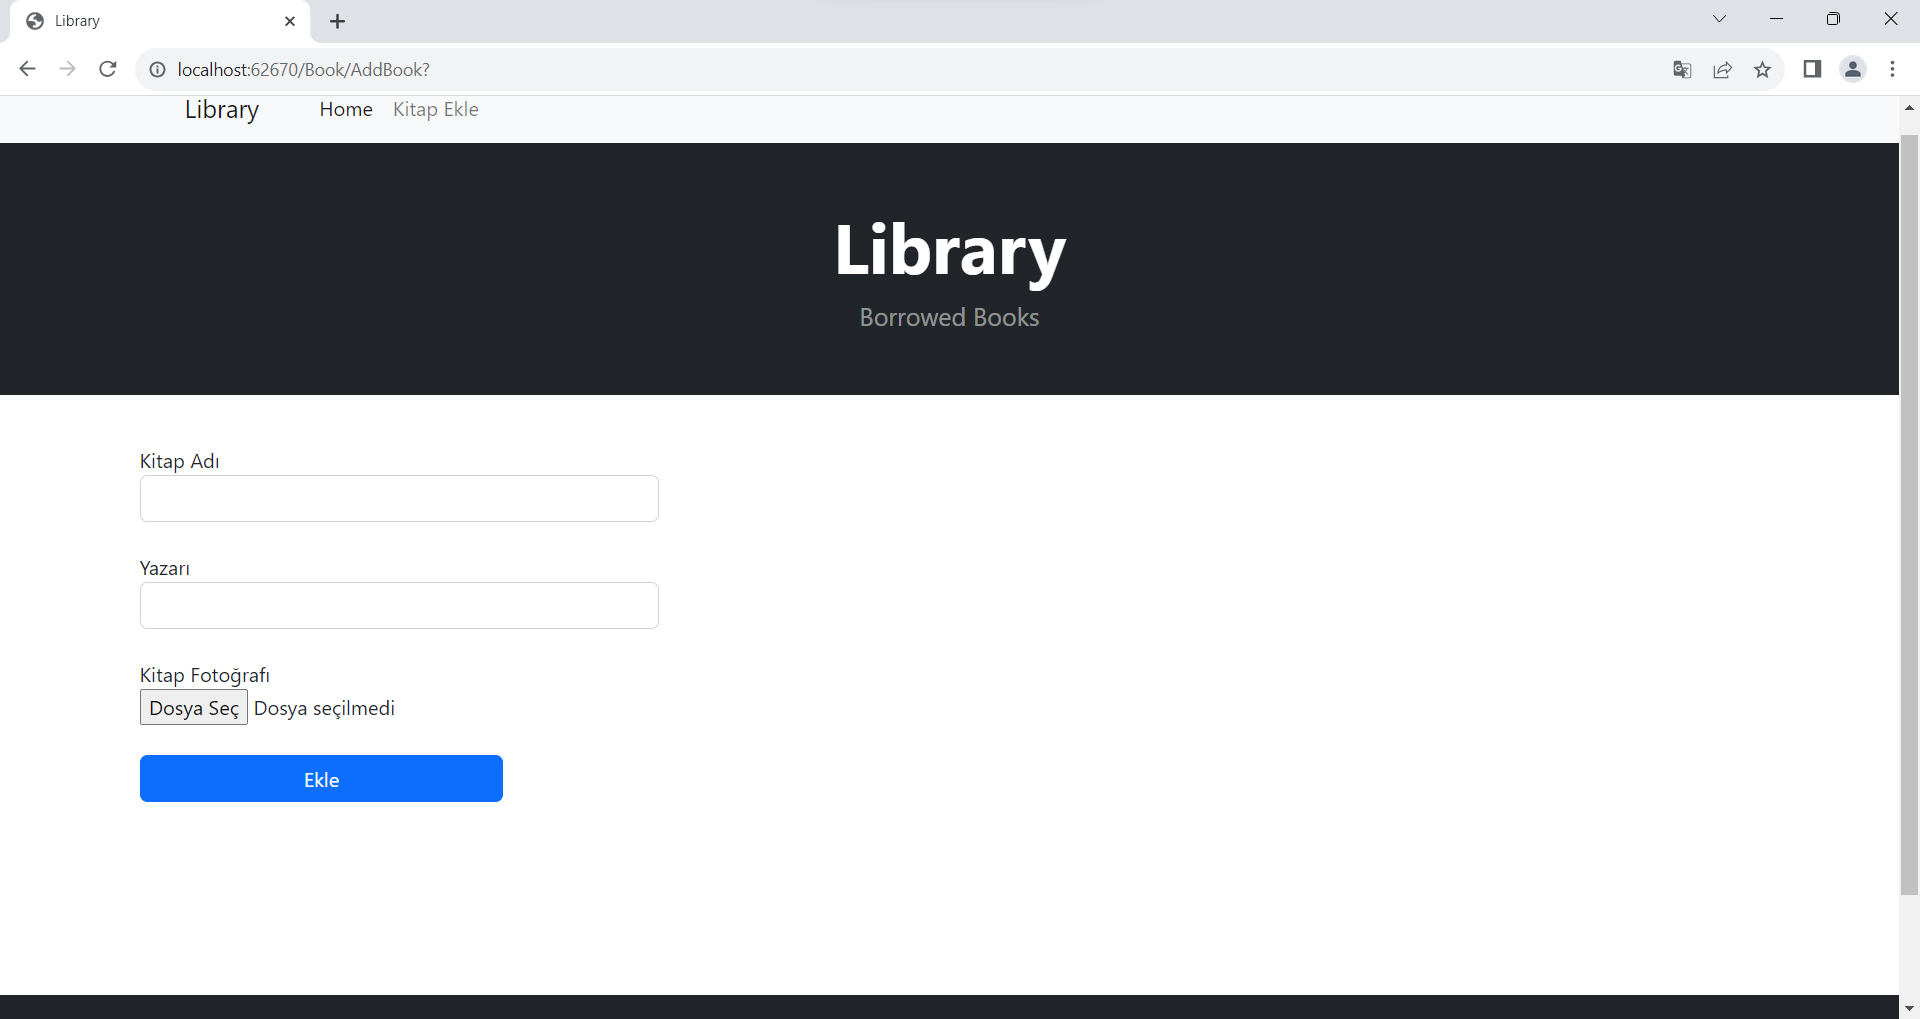 Library
localhost:62670/Book/AddBook?
Library Home Kitap Ekle
Library
Borrowed Books
Kitap Adı
Yazarı
Kitap Fotoğrafı
Dosya Seç Dosya seçilmedi
Ekle